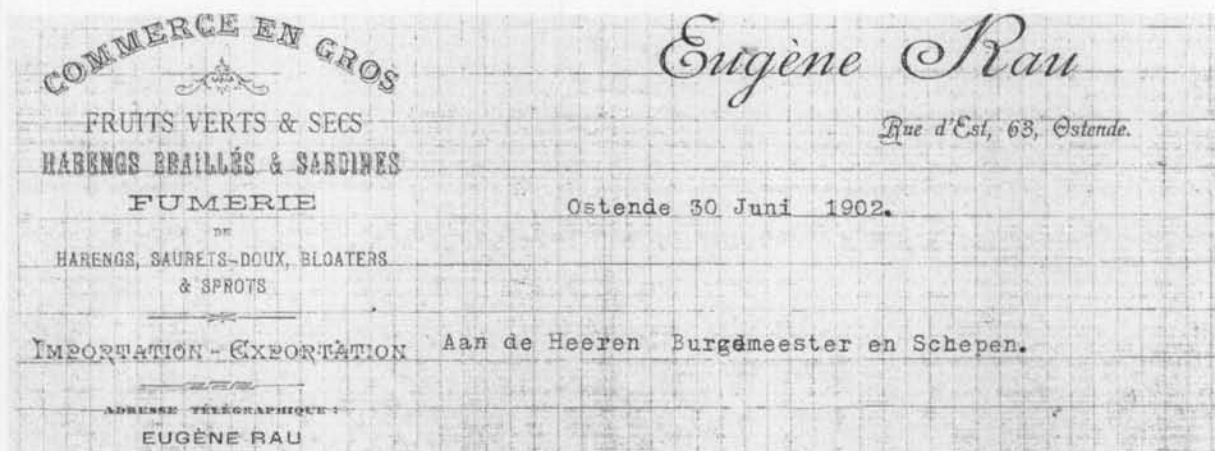 COMMERCE EN GROS
FRUITS VERTS & SECS
HARENGS BRAILLÉS & SARDINES
FUMERIE
DE
HARENGS, SAURETS-DOUX, BLOATERS
& SPROTS
IMPORTATION - EXPORTATION
ADRESSE TÉLÉGRAPHIQUE :
EUGÈNE RAU
Eugène Rau
Rue d'Est, 63, Ostende.
Ostende 30 Juni 1902.
Aan de Heeren Burgemeester en Schepen.